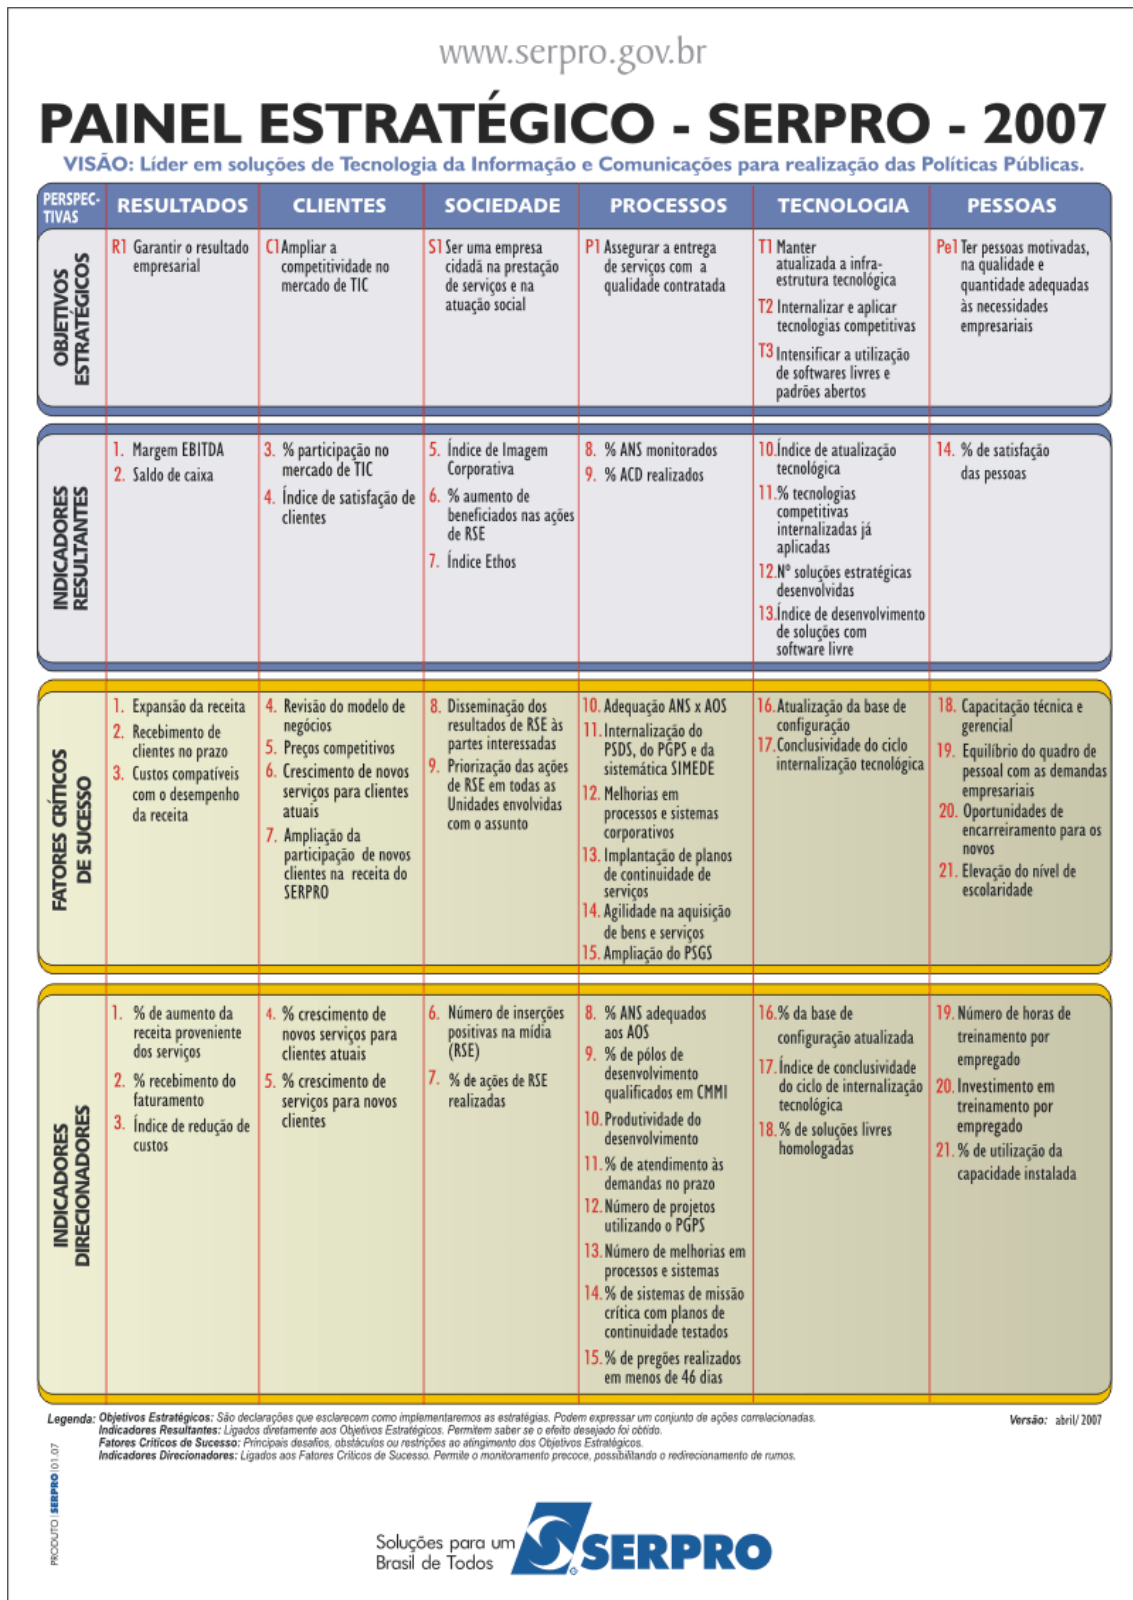 www.serpro.gov.br
PAINEL ESTRATÉGICO - SERPRO - 2007
VISÃO: Líder em soluções de Tecnologia da Informação e Comunicações para realização das Políticas Públicas.
PERSPEC-
TIVAS
RESULTADOS
CLIENTES
SOCIEDADE
PROCESSOS
TECNOLOGIA
PESSOAS
OBJETIVOS
ESTRATÉGICOS
R1 Garantir o resultado
empresarial
C1 Ampliar a
competitividade no
mercado de TIC
S1 Ser uma empresa
cidadã na prestação
de serviços e na
atuação social
P1 Assegurar a entrega
de serviços com a
qualidade contratada
T1 Manter
atualizada a infra-
estrutura tecnológica
T2 Internalizar e aplicar
tecnologias competitivas
T3 Intensificar a utilização
de softwares livres e
padrões abertos
Pe1 Ter pessoas motivadas,
na qualidade e
quantidade adequadas
às necessidades
empresariais
INDICADORES
RESULTANTES
1. Margem EBITDA
2. Saldo de caixa
3. % participação no
mercado de TIC
4. Índice de satisfação de
clientes
5. Índice de Imagem
Corporativa
6. % aumento de
beneficiados nas ações
de RSE
7. Índice Ethos
8. % ANS monitorados
9. % ACD realizados
10. Índice de atualização
tecnológica
11. % tecnologias
competitivas
internalizadas já
aplicadas
12. Nº soluções estratégicas
desenvolvidas
13. Índice de desenvolvimento
de soluções com
software livre
14. % de satisfação
das pessoas
FATORES CRÍTICOS
DE SUCESSO
1. Expansão da receita
2. Recebimento de
clientes no prazo
3. Custos compatíveis
com o desempenho
da receita
4. Revisão do modelo de
negócios
5. Preços competitivos
6. Crescimento de novos
serviços para clientes
atuais
7. Ampliação da
participação de novos
clientes na receita do
SERPRO
8. Disseminação dos
resultados de RSE às
partes interessadas
9. Priorização das ações
de RSE em todas as
Unidades envolvidas
com o assunto
10. Adequação ANS x AOS
11. Internalização do
PSDS, do PGPS e da
sistemática SIMEDE
12. Melhorias em
processos e sistemas
corporativos
13. Implantação de planos
de continuidade de
serviços
14. Agilidade na aquisição
de bens e serviços
15. Ampliação do PSGS
16. Atualização da base de
configuração
17. Conclusividade do ciclo
internalização tecnológica
18. Capacitação técnica e
gerencial
19. Equilíbrio do quadro de
pessoal com as demandas
empresariais
20. Oportunidades de
encarreiramento para os
novos
21. Elevação do nível de
escolaridade
INDICADORES
DIRECIONADORES
1. % de aumento da
receita proveniente
dos serviços
2. % recebimento do
faturamento
3. Índice de redução de
custos
4. % crescimento de
novos serviços para
clientes atuais
5. % crescimento de
serviços para novos
clientes
6. Número de inserções
positivas na mídia
(RSE)
7. % de ações de RSE
realizadas
8. % ANS adequados
aos AOS
9. % de pólos de
desenvolvimento
qualificados em CMMI
10. Produtividade do
desenvolvimento
11. % de atendimento às
demandas no prazo
12. Número de projetos
utilizando o PGPS
13. Número de melhorias em
processos e sistemas
14. % de sistemas de missão
crítica com planos de
continuidade testados
15. % de pregões realizados
em menos de 46 dias
16. % da base de
configuração atualizada
17. Índice de conclusividade
do ciclo de internalização
tecnológica
18. % de soluções livres
homologadas
19. Número de horas de
treinamento por
empregado
20. Investimento em
treinamento por
empregado
21. % de utilização da
capacidade instalada
Legenda: Objetivos Estratégicos: São declarações que esclarecem como implementaremos as estratégias. Podem expressar um conjunto de ações correlacionadas.
Indicadores Resultantes: Ligados diretamente aos Objetivos Estratégicos. Permitem saber se o efeito desejado foi obtido.
Fatores Críticos de Sucesso: Principais desafios, obstáculos ou restrições ao atingimento dos Objetivos Estratégicos.
Indicadores Direcionadores: Ligados aos Fatores Críticos de Sucesso. Permite o monitoramento precoce, possibilitando o redirecionamento de rumos.
Versão: abril/ 2007
PRODUTO |SERPRO|01.07
Soluções para um
Brasil de Todos
SERPRO